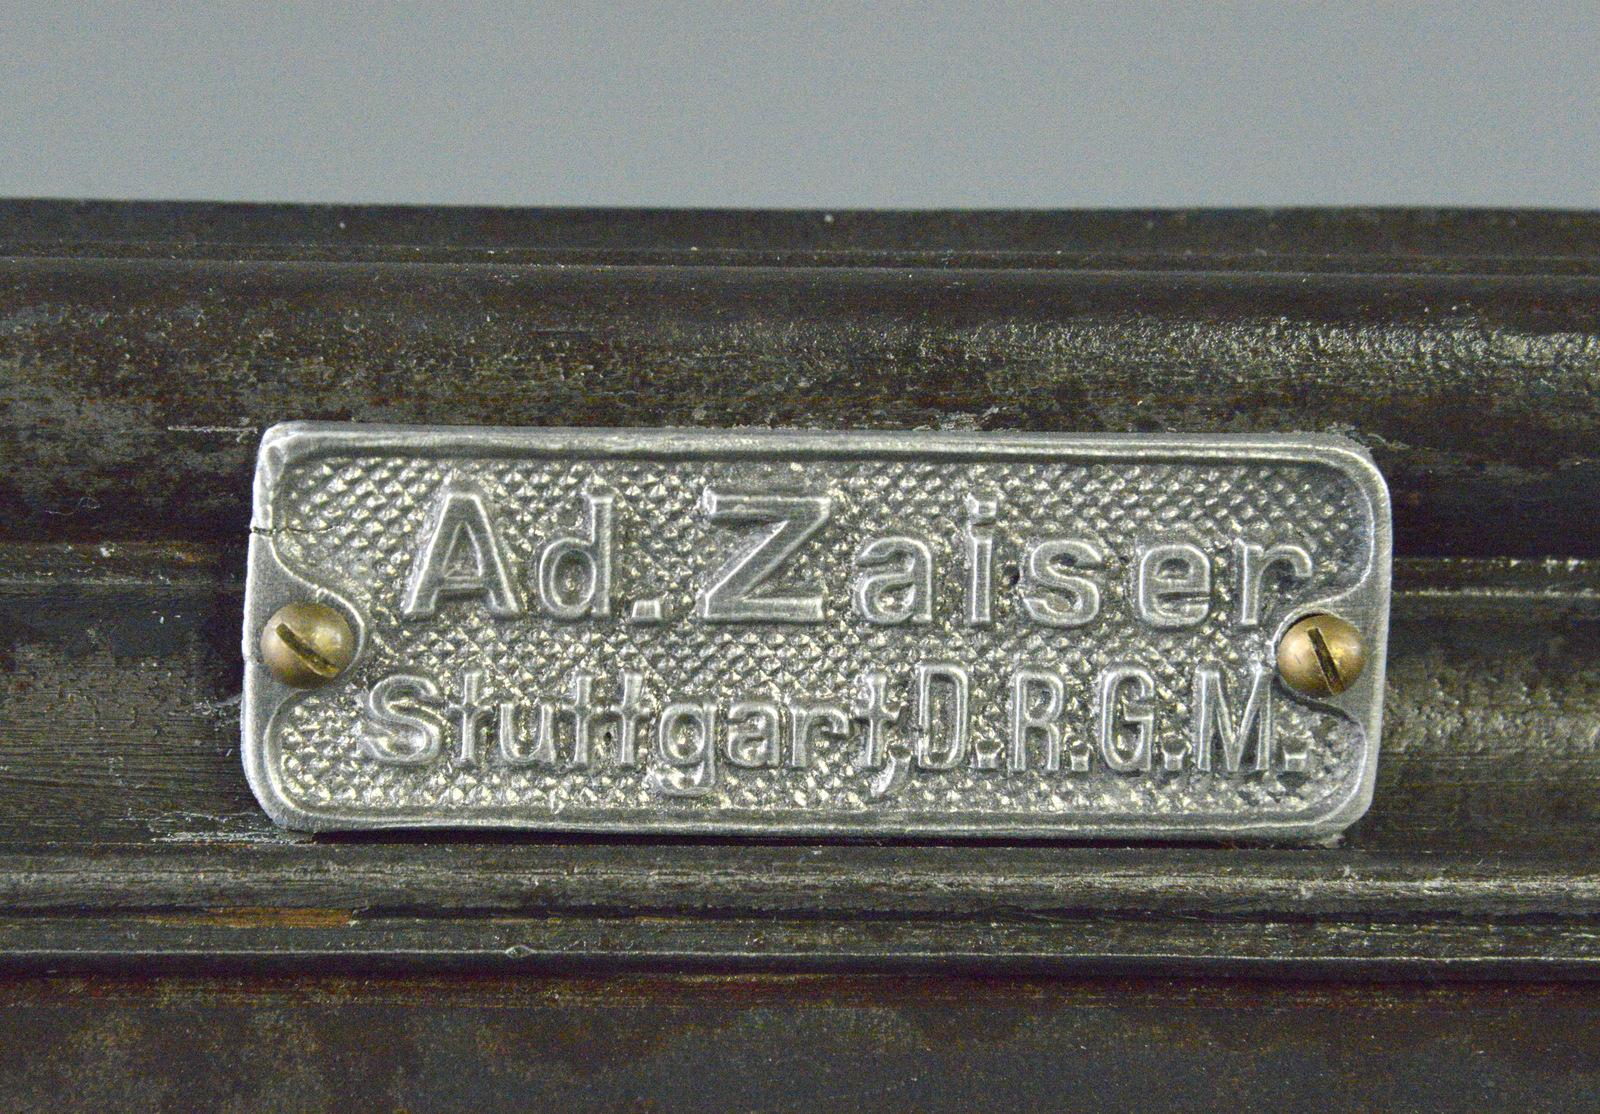 Ad. Zaiser
Stuttgart, D.R.G.M.